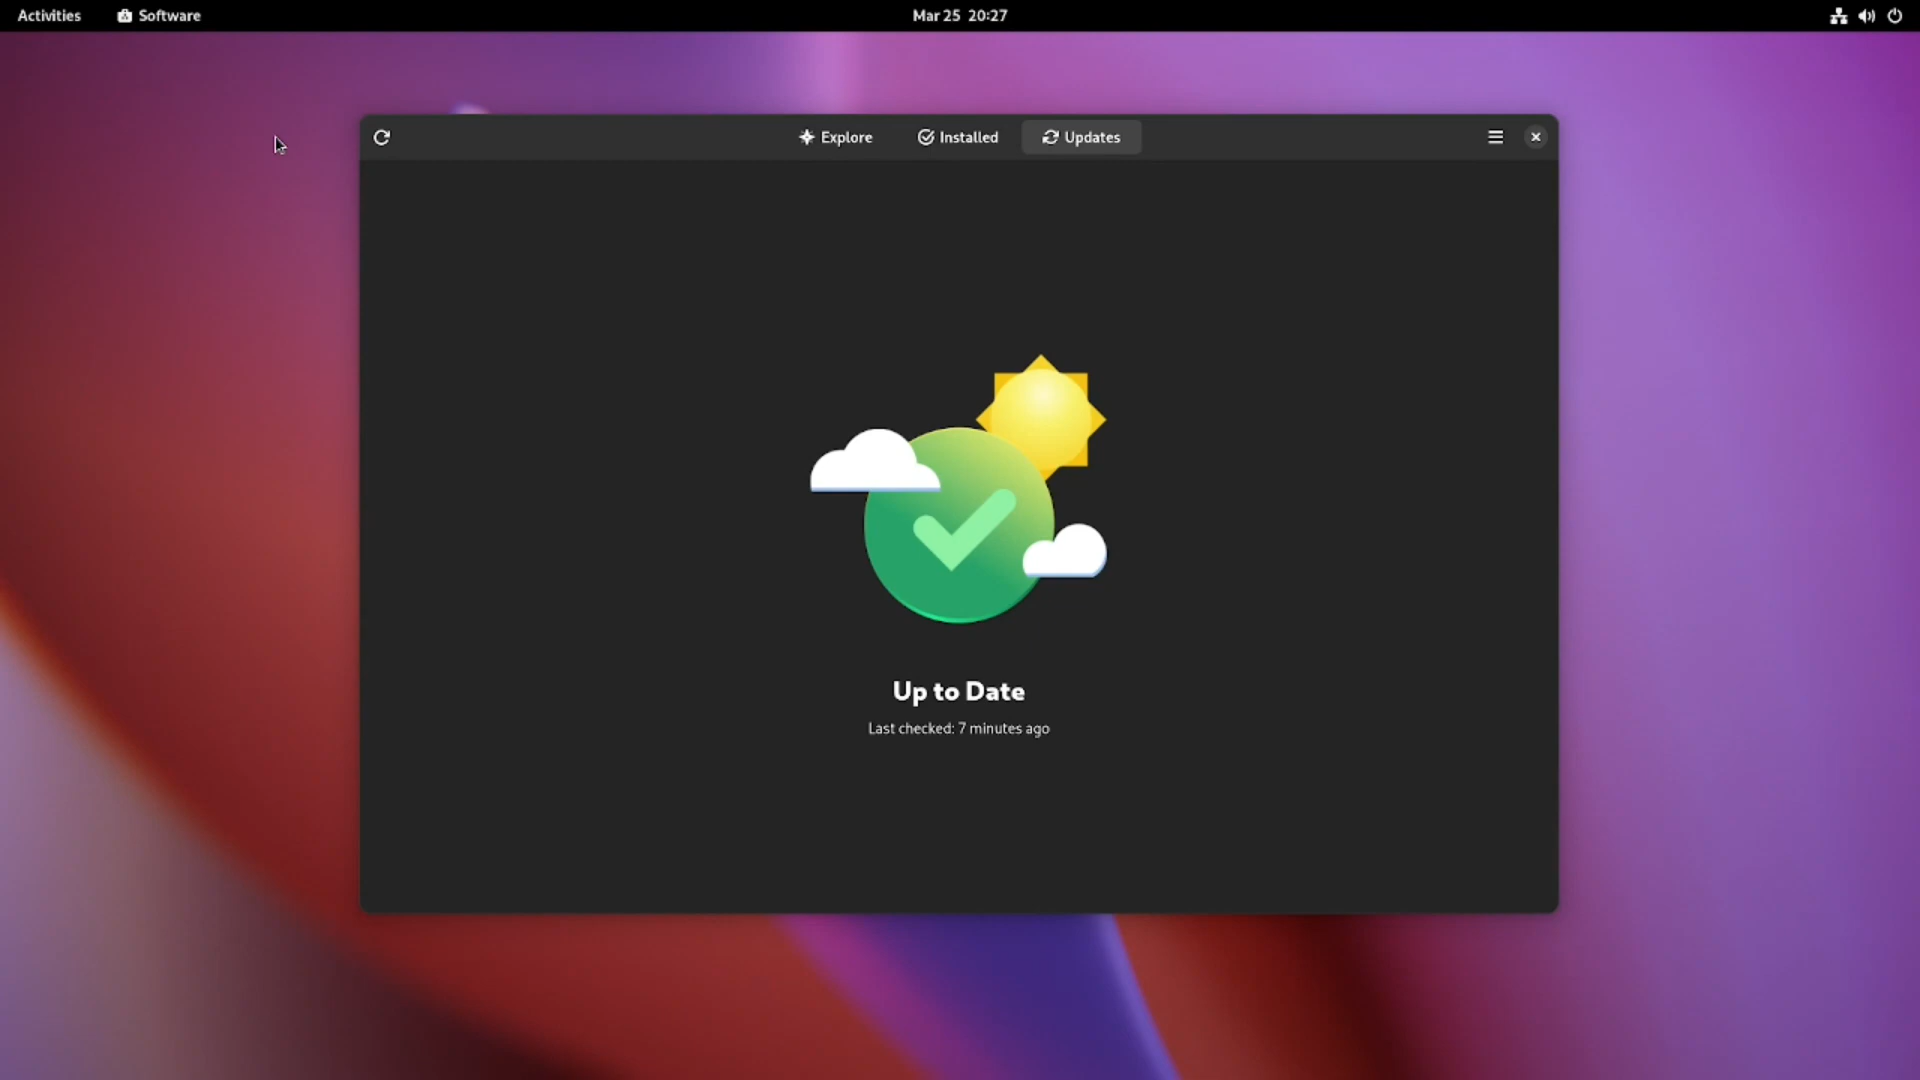 Activities Software Mar 25 20:27
Explore Installed Updates
Up to Date
Last checked: 7 minutes ago